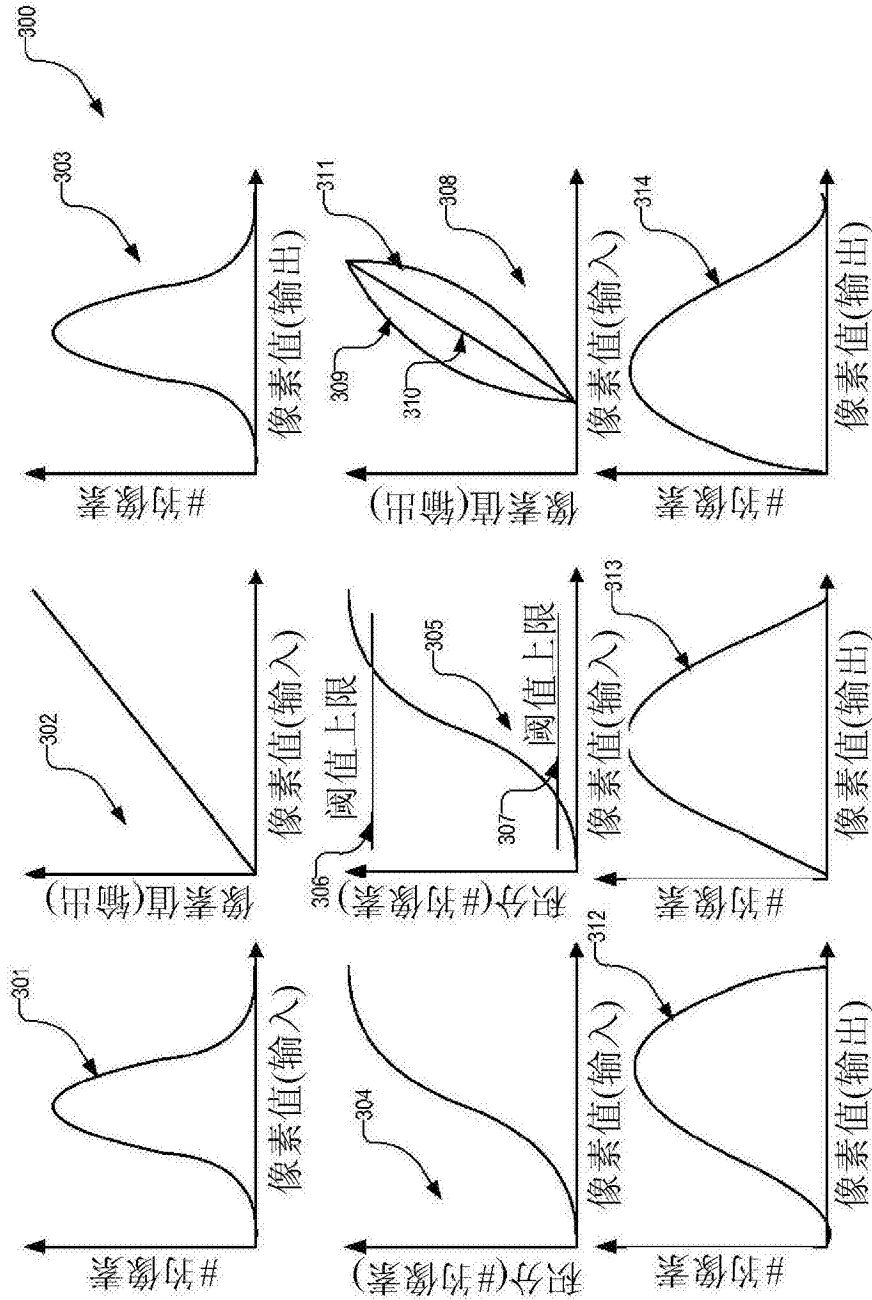 300
301
#的像素
像素值(输入)
302
像素值(输出)
像素值(输入)
303
#的像素
像素值(输出)
304
积分(#的像素)
像素值(输入)
306
阈值上限
305
307
阈值上限
积分(#的像素)
像素值(输入)
309
310
311
308
像素值(输出)
像素值(输入)
312
#的像素
像素值(输出)
313
#的像素
像素值(输出)
314
#的像素
像素值(输出)